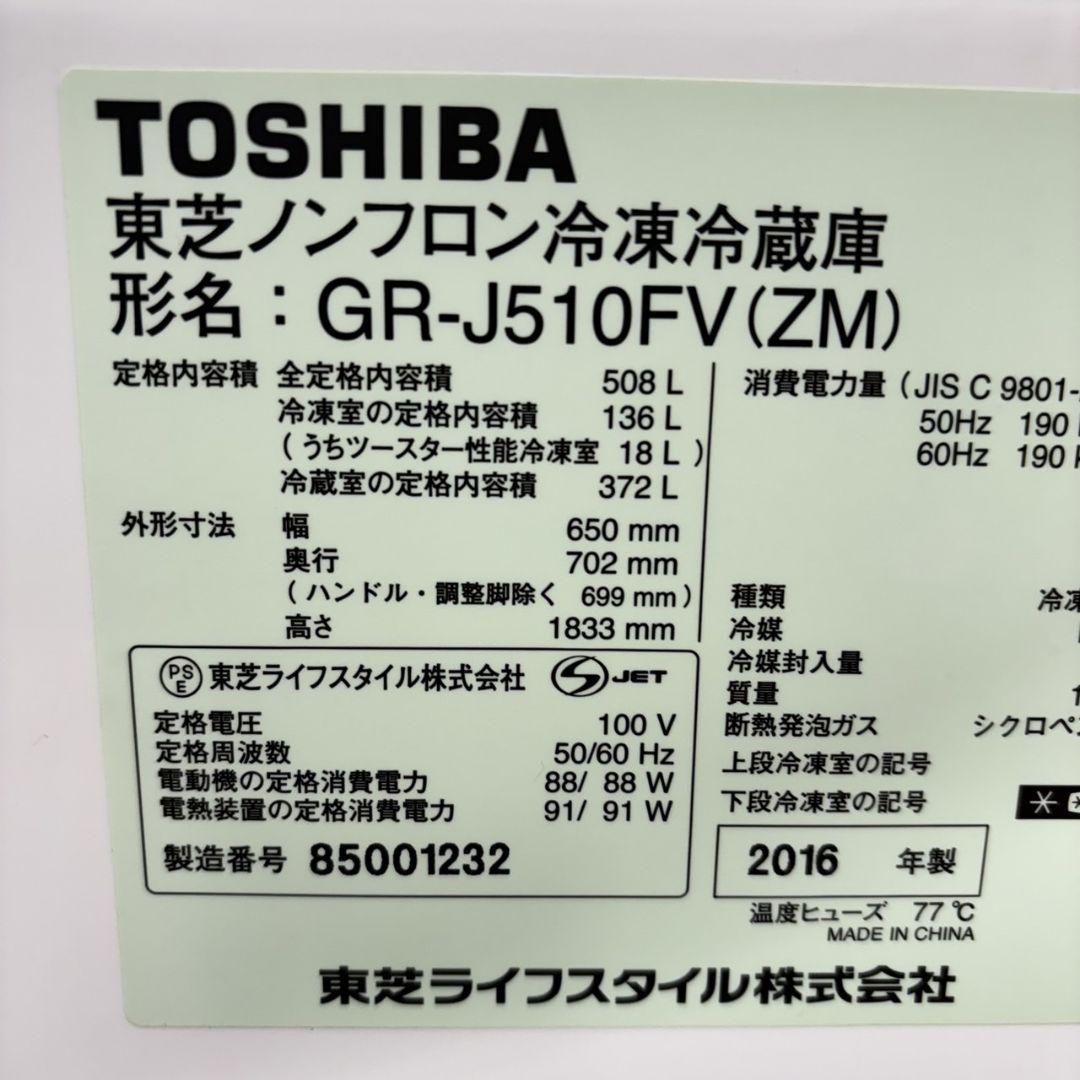 TOSHIBA
東芝ノンフロン冷凍冷蔵庫
形名：GR-J510FV(ZM)
定格内容積 全定格内容積 508 L
冷凍室の定格内容積 136 L
(うちツースター性能冷凍室 18 L)
冷蔵室の定格内容積 372 L
外形寸法 幅 650 mm
奥行 702 mm
(ハンドル・調整脚除く 699 mm)
高さ 1833 mm
PSE 東芝ライフスタイル株式会社 S JET
定格電圧 100 V
定格周波数 50/60 Hz
電動機の定格消費電力 88/ 88 W
電熱装置の定格消費電力 91/ 91 W
製造番号 85001232
消費電力量 (JIS C 9801-
50Hz 190
60Hz 190
種類 冷凍
冷媒
冷媒封入量
質量
断熱発泡ガス シクロペ
上段冷凍室の記号
下段冷凍室の記号
2016 年製
温度ヒューズ 77℃
MADE IN CHINA
東芝ライフスタイル株式会社